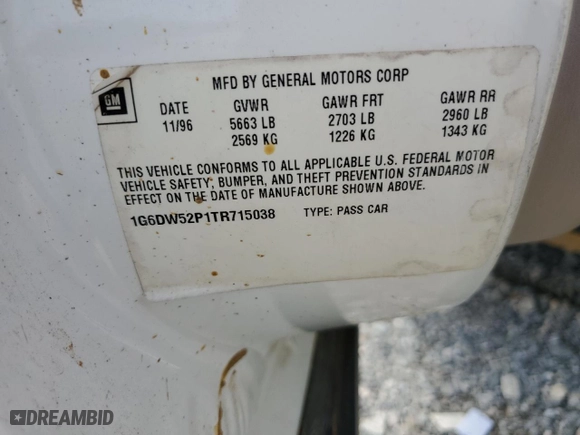 MFD BY GENERAL MOTORS CORP
GM
DATE GVWR GAWR FRT GAWR RR
11/96 5663 LB 2703 LB 2960 LB
2569 KG 1226 KG 1343 KG
THIS VEHICLE CONFORMS TO ALL APPLICABLE U.S. FEDERAL MOTOR
VEHICLE SAFETY, BUMPER, AND THEFT PREVENTION STANDARDS IN
EFFECT ON THE DATE OF MANUFACTURE SHOWN ABOVE.
1G6DW52P1TR715038 TYPE: PASS CAR
DREAMBID